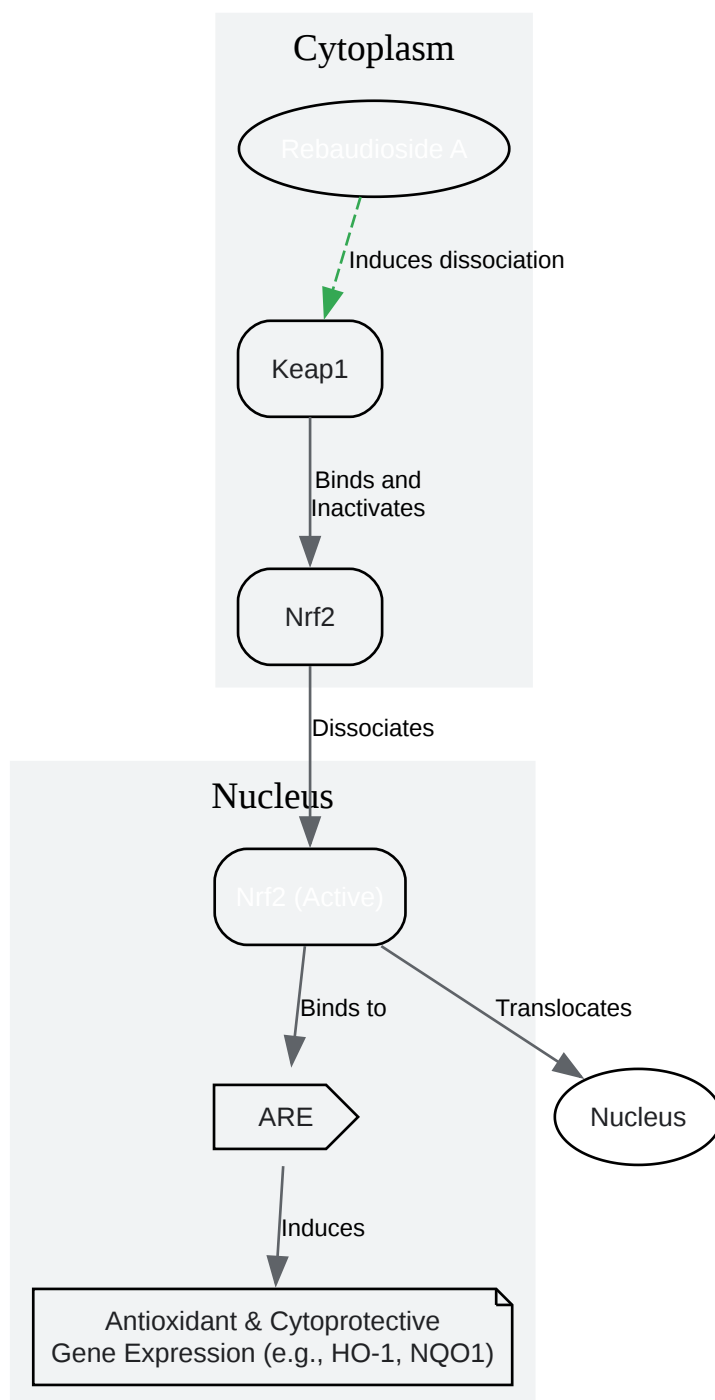 Cytoplasm
Rebaudioside A
Induces dissociation
Keap1
Binds and
Inactivates
Nrf2
Dissociates
Nucleus
Nrf2 (Active)
Binds to
Translocates
ARE
Nucleus
Induces
Antioxidant & Cytoprotective
Gene Expression (e.g., HO-1, NQO1)